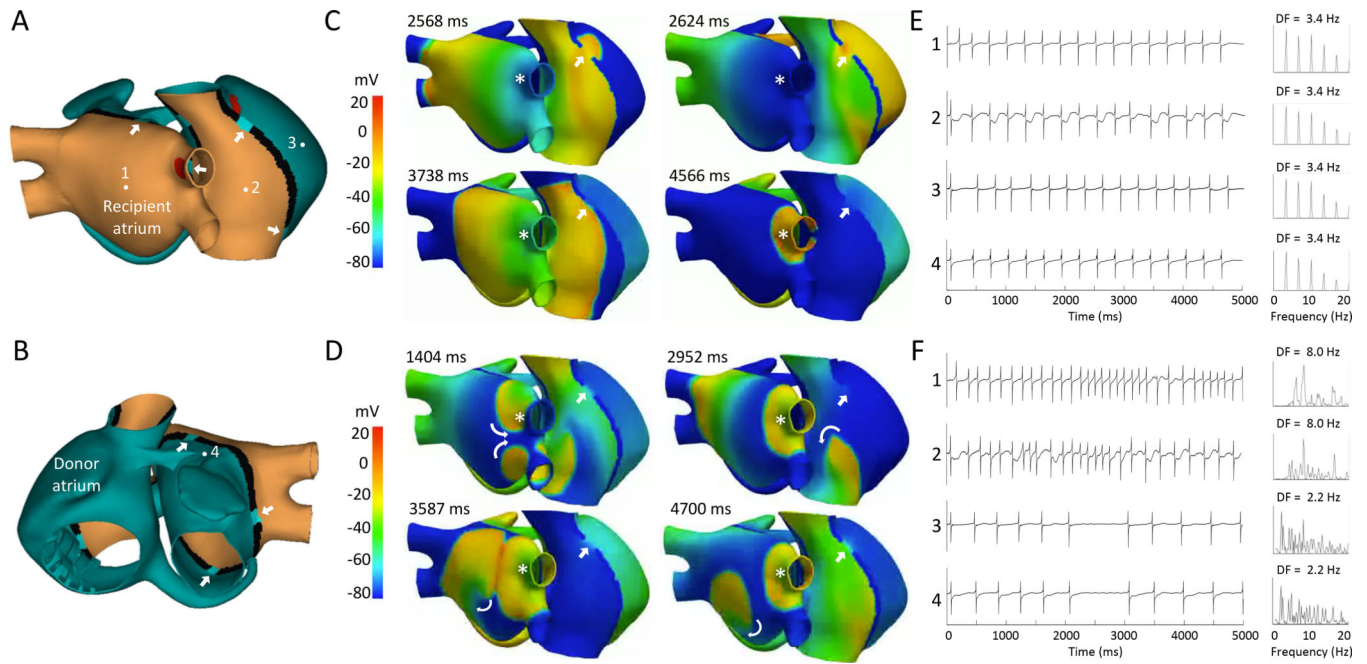 A
mV
20
0
-20
-40
-60
-80
1
Recipient
atrium
2
3
B
Donor
atrium
4
C
2568 ms
*
2624 ms
*
3738 ms
*
4566 ms
*
mV
20
0
-20
-40
-60
-80
D
1404 ms
*
2952 ms
*
3587 ms
*
4700 ms
*
E
1
DF = 3.4 Hz
2
DF = 3.4 Hz
3
DF = 3.4 Hz
4
DF = 3.4 Hz
0 1000 2000 3000 4000 5000
0 5 10 15 20
Time (ms)
Frequency (Hz)
F
1
DF = 8.0 Hz
2
DF = 8.0 Hz
3
DF = 2.2 Hz
4
DF = 2.2 Hz
0 1000 2000 3000 4000 5000
0 5 10 15 20
Time (ms)
Frequency (Hz)